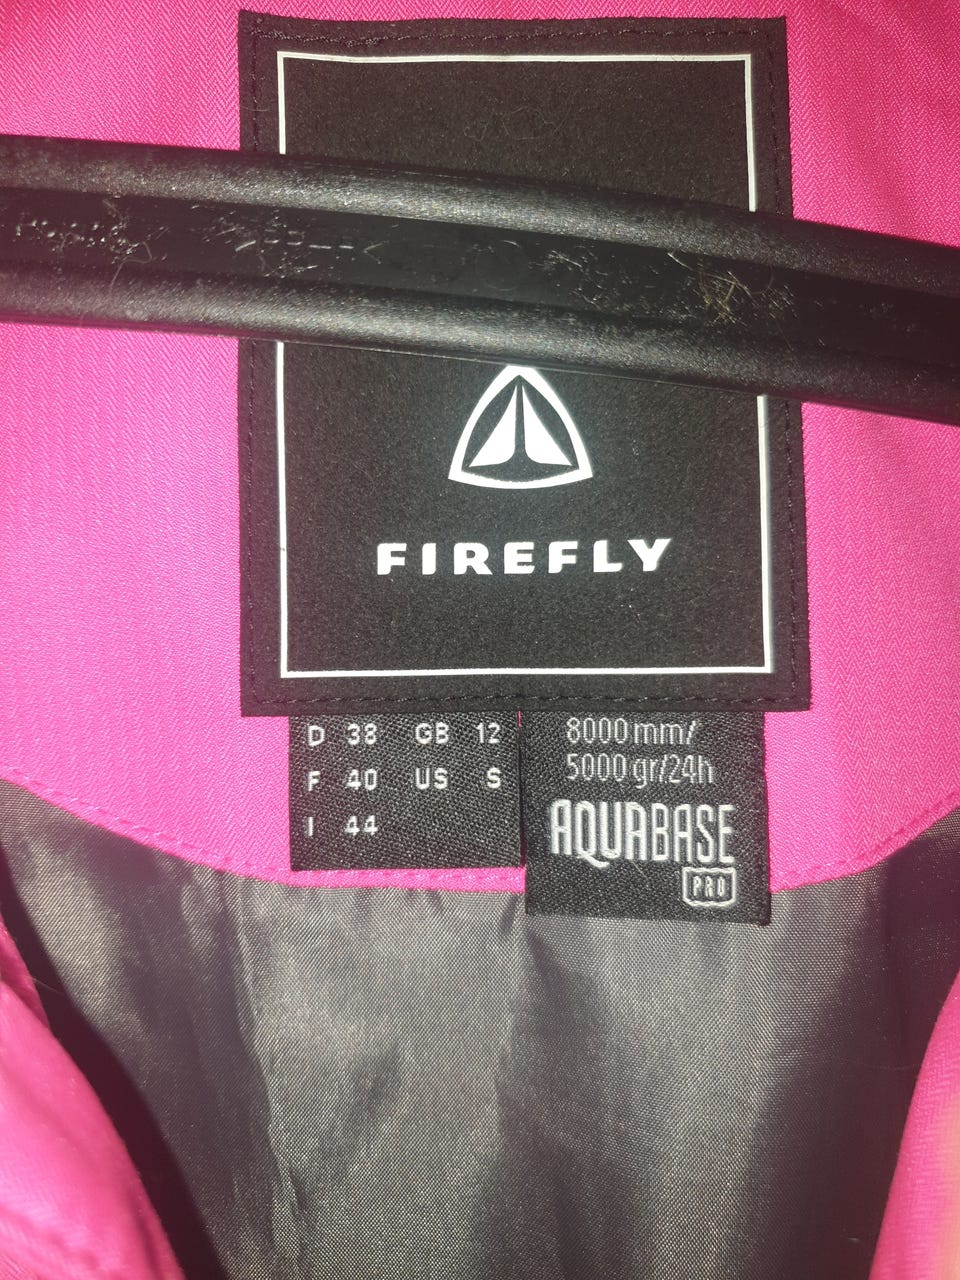 FIREFLY
D 38 GB 12
F 40 US S
I 44
8000mm/
5000gr/24h
AQUABASE
PRO